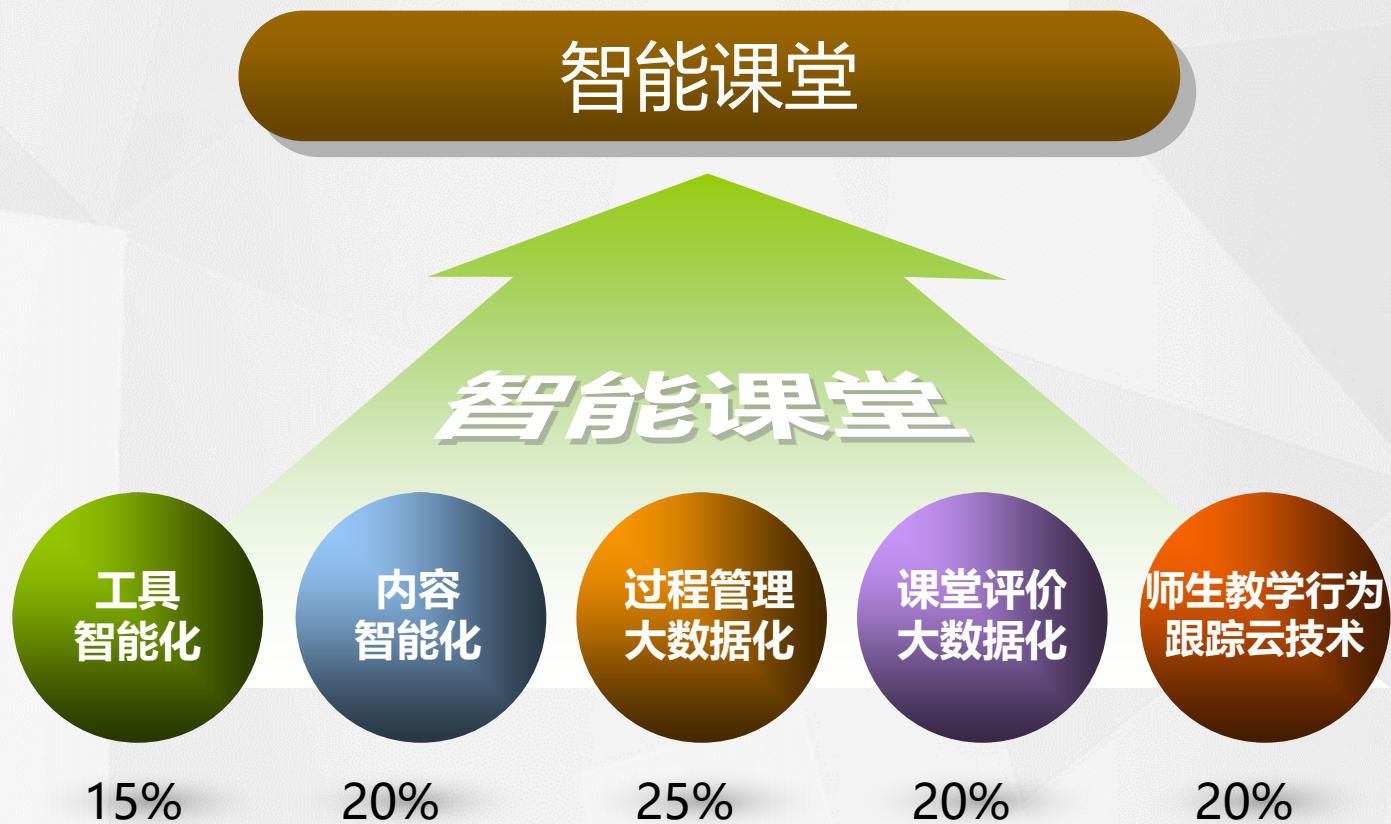 智能课堂
智能课堂
工具
智能化
内容
智能化
过程管理
大数据化
课堂评价
大数据化
师生教学行为
跟踪云技术
15%
20%
25%
20%
20%